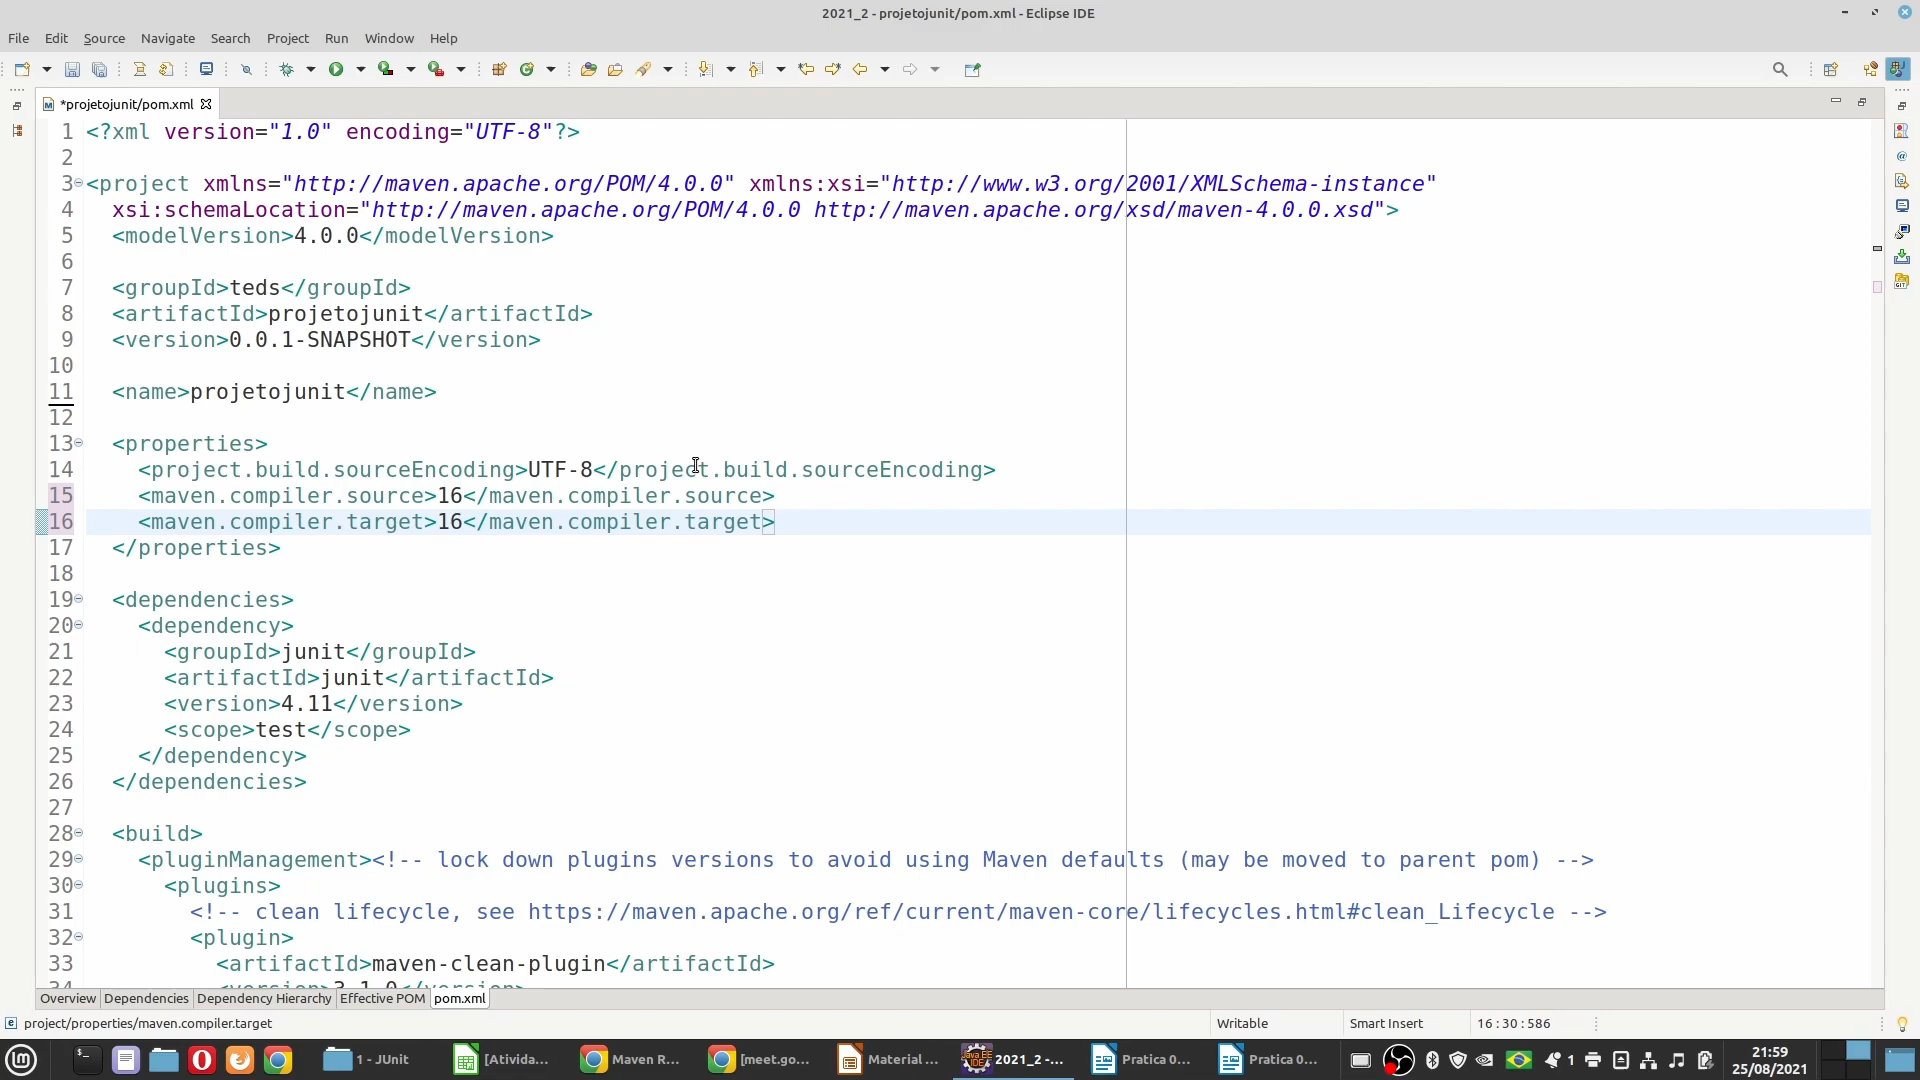 2021_2 - projetojunit/pom.xml - Eclipse IDE
File Edit Source Navigate Search Project Run Window Help
*projetojunit/pom.xml
1 <?xml version="1.0" encoding="UTF-8"?>
2
3 <project xmlns="http://maven.apache.org/POM/4.0.0" xmlns:xsi="http://www.w3.org/2001/XMLSchema-instance"
4 xsi:schemaLocation="http://maven.apache.org/POM/4.0.0 http://maven.apache.org/xsd/maven-4.0.0.xsd">
5 <modelVersion>4.0.0</modelVersion>
6
7 <groupId>teds</groupId>
8 <artifactId>projetojunit</artifactId>
9 <version>0.0.1-SNAPSHOT</version>
10
11 <name>projetojunit</name>
12
13 <properties>
14 <project.build.sourceEncoding>UTF-8</project.build.sourceEncoding>
15 <maven.compiler.source>16</maven.compiler.source>
16 <maven.compiler.target>16</maven.compiler.target>
17 </properties>
18
19 <dependencies>
20 <dependency>
21 <groupId>junit</groupId>
22 <artifactId>junit</artifactId>
23 <version>4.11</version>
24 <scope>test</scope>
25 </dependency>
26 </dependencies>
27
28 <build>
29 <pluginManagement><!-- lock down plugins versions to avoid using Maven defaults (may be moved to parent pom) -->
30 <plugins>
31 <!-- clean lifecycle, see https://maven.apache.org/ref/current/maven-core/lifecycles.html#clean_Lifecycle -->
32 <plugin>
33 <artifactId>maven-clean-plugin</artifactId>
34 <version>3.1.0</version>
Overview Dependencies Dependency Hierarchy Effective POM pom.xml
project/properties/maven.compiler.target Writable Smart Insert 16 : 30 : 586
1 - JUnit [Ativida... Maven R... [meet.go... Material ... 2021_2 -... Pratica 0... Pratica 0... 1 21:59
25/08/2021